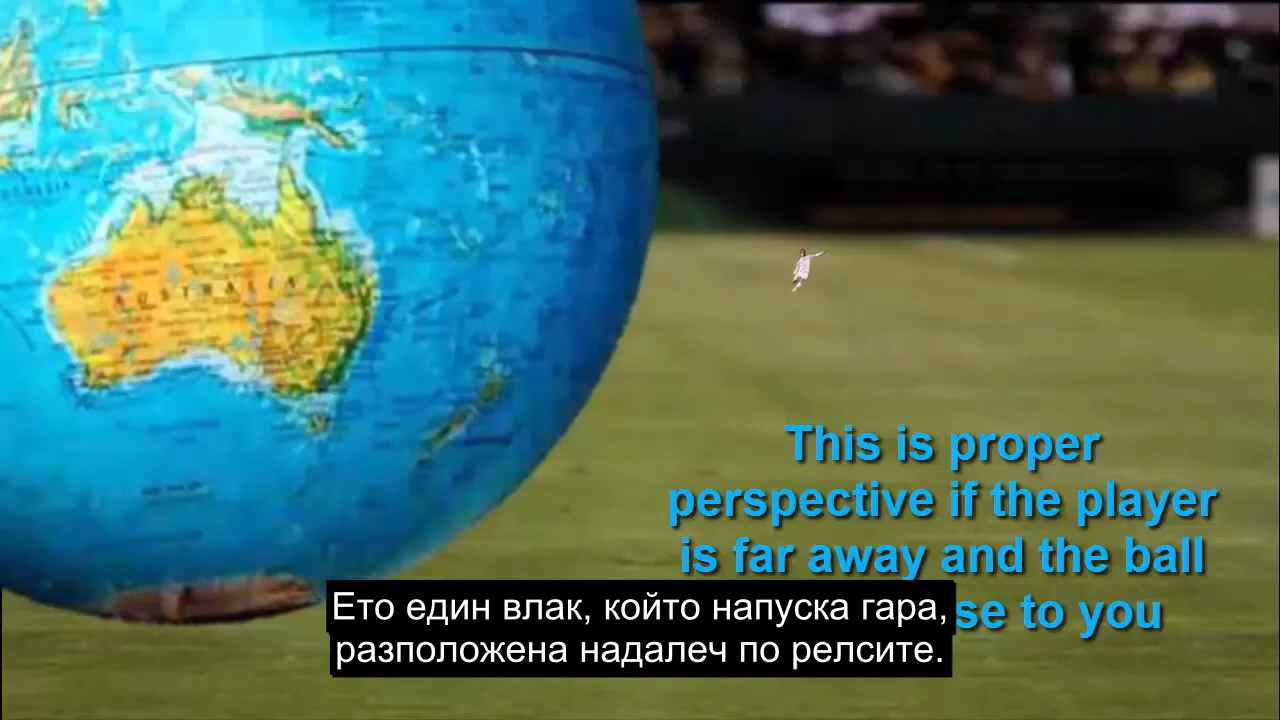 AUSTRALIA
This is proper
perspective if the player
is far away and the ball
se to you
Ето един влак, който напуска гара,
разположена надалеч по релсите.